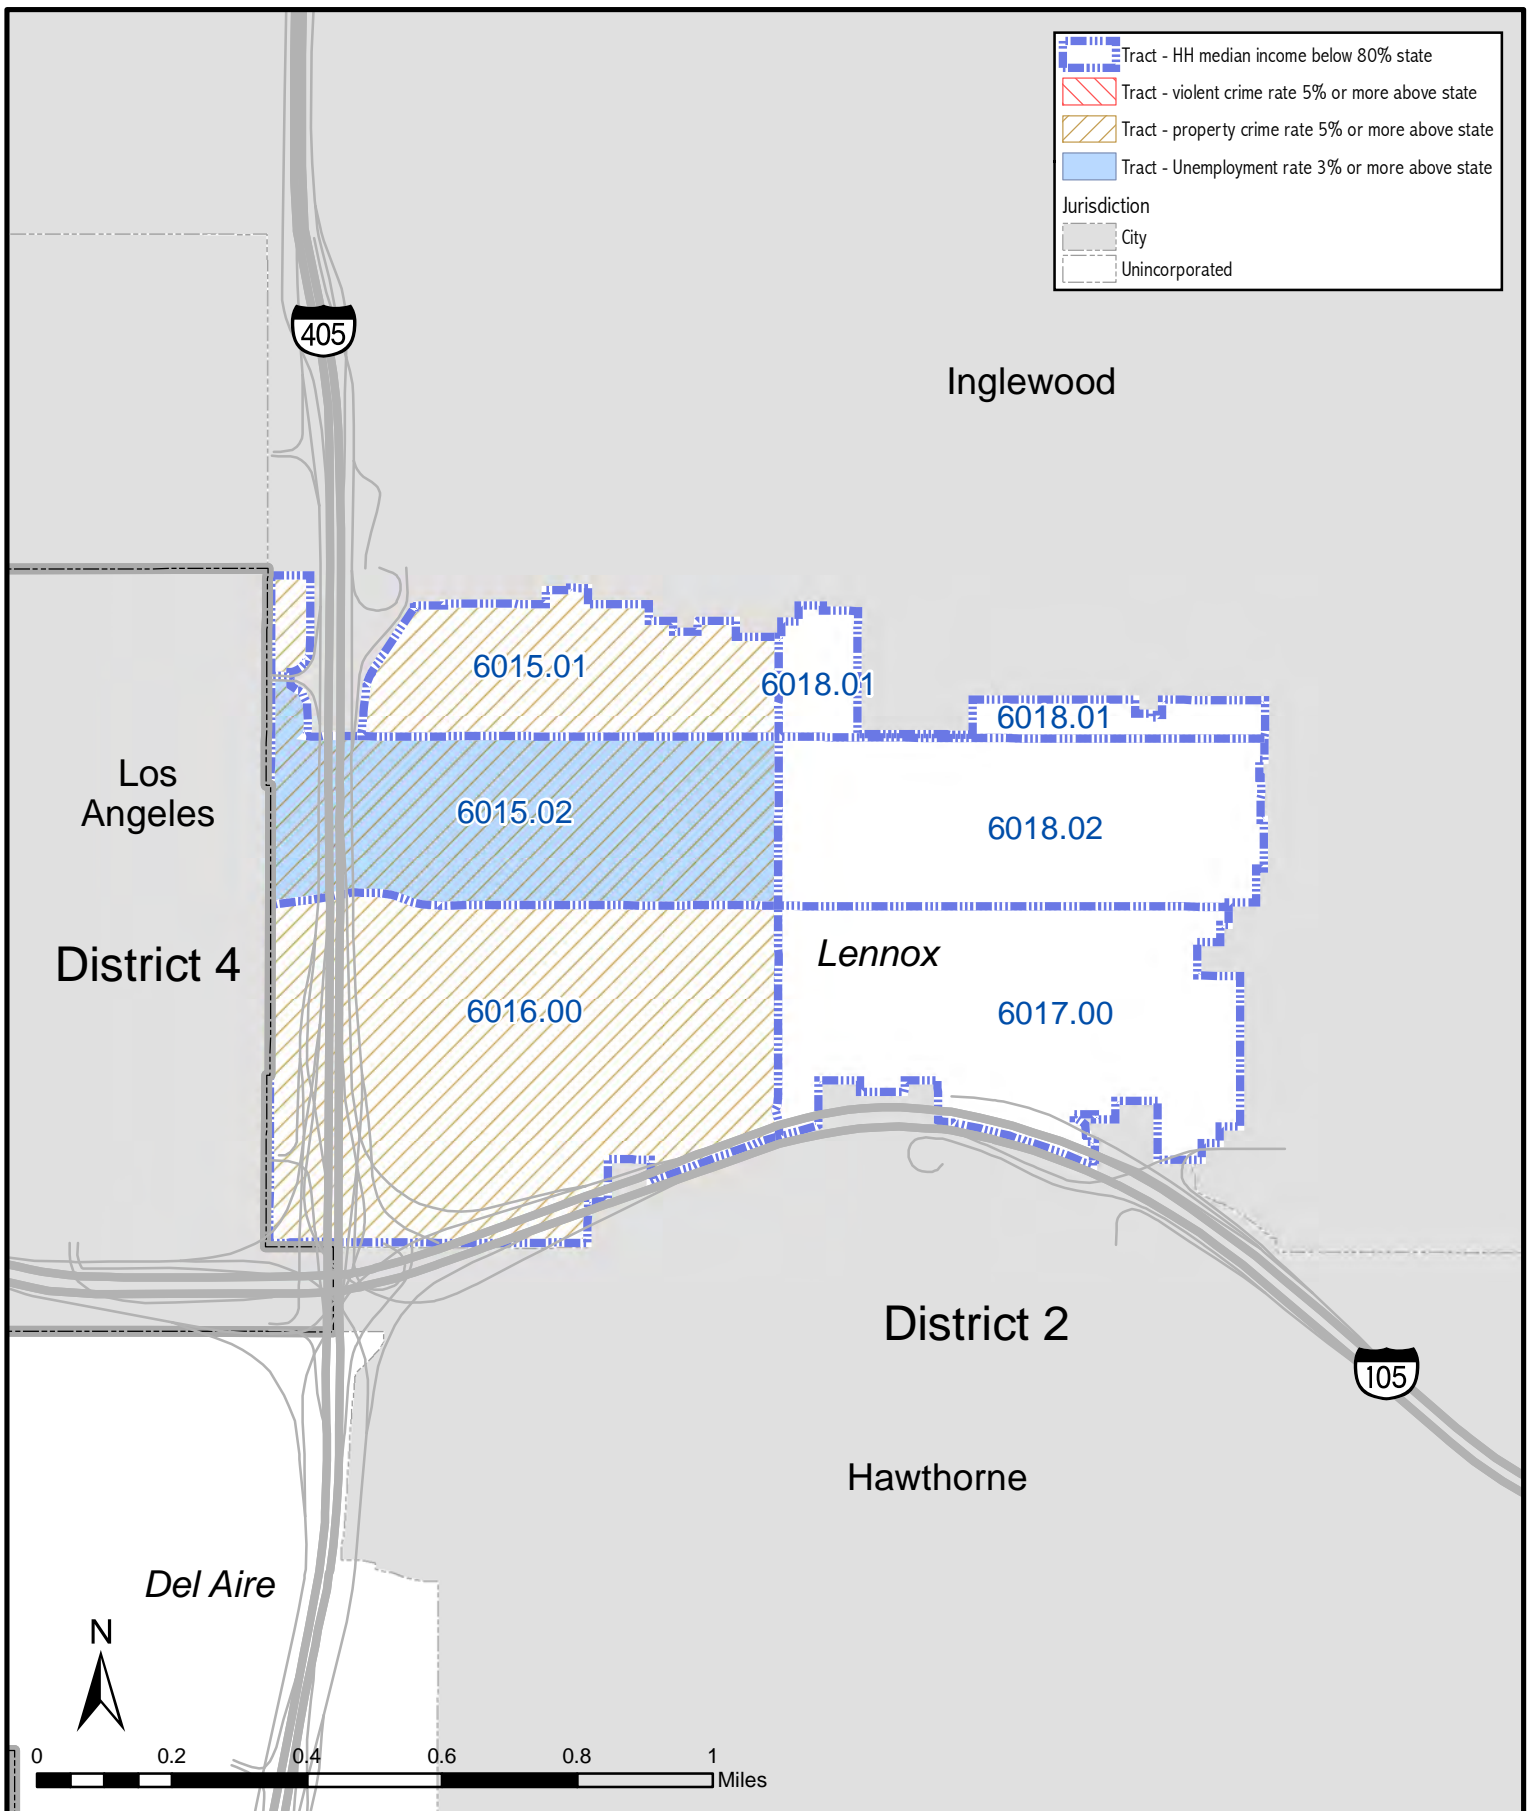 Tract - HH median income below 80% state
Tract - violent crime rate 5% or more above state
Tract - property crime rate 5% or more above state
Tract - Unemployment rate 3% or more above state
Jurisdiction
City
Unincorporated
405
Inglewood
6015.01
6018.01
6018.01
Los
Angeles
6015.02
6018.02
District 4
Lennox
6016.00
6017.00
District 2
105
Hawthorne
Del Aire
N
0 0.2 0.4 0.6 0.8 1
Miles